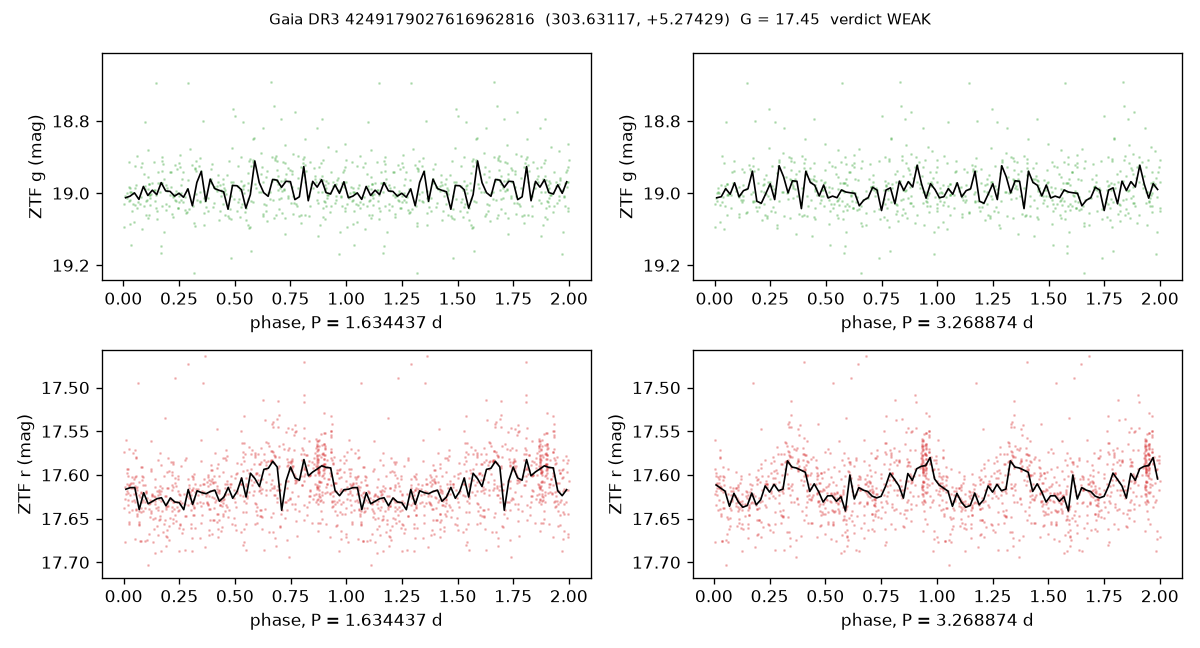 Gaia DR3 4249179027616962816 (303.63117, +5.27429) G = 17.45 verdict WEAK
ZTF g (mag)
18.8
19.0
19.2
0.00 0.25 0.50 0.75 1.00 1.25 1.50 1.75 2.00
phase, P = 1.634437 d
ZTF g (mag)
18.8
19.0
19.2
0.00 0.25 0.50 0.75 1.00 1.25 1.50 1.75 2.00
phase, P = 3.268874 d
ZTF r (mag)
17.50
17.55
17.60
17.65
17.70
0.00 0.25 0.50 0.75 1.00 1.25 1.50 1.75 2.00
phase, P = 1.634437 d
ZTF r (mag)
17.50
17.55
17.60
17.65
17.70
0.00 0.25 0.50 0.75 1.00 1.25 1.50 1.75 2.00
phase, P = 3.268874 d